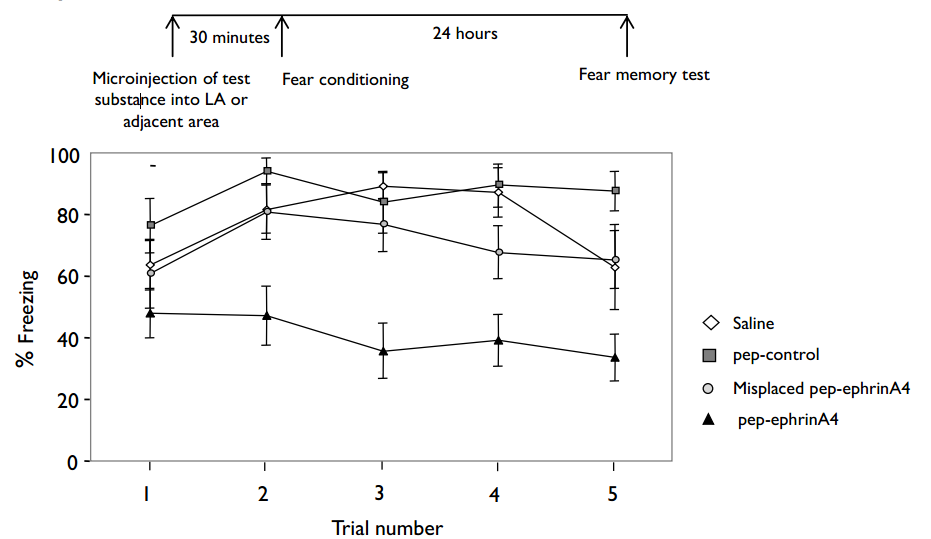 30 minutes
24 hours
Microinjection of test
substance into LA or
adjacent area
Fear conditioning
Fear memory test
100
80
60
40
20
0
% Freezing
1
2
3
4
5
Trial number
Saline
pep-control
Misplaced pep-ephrinA4
pep-ephrinA4